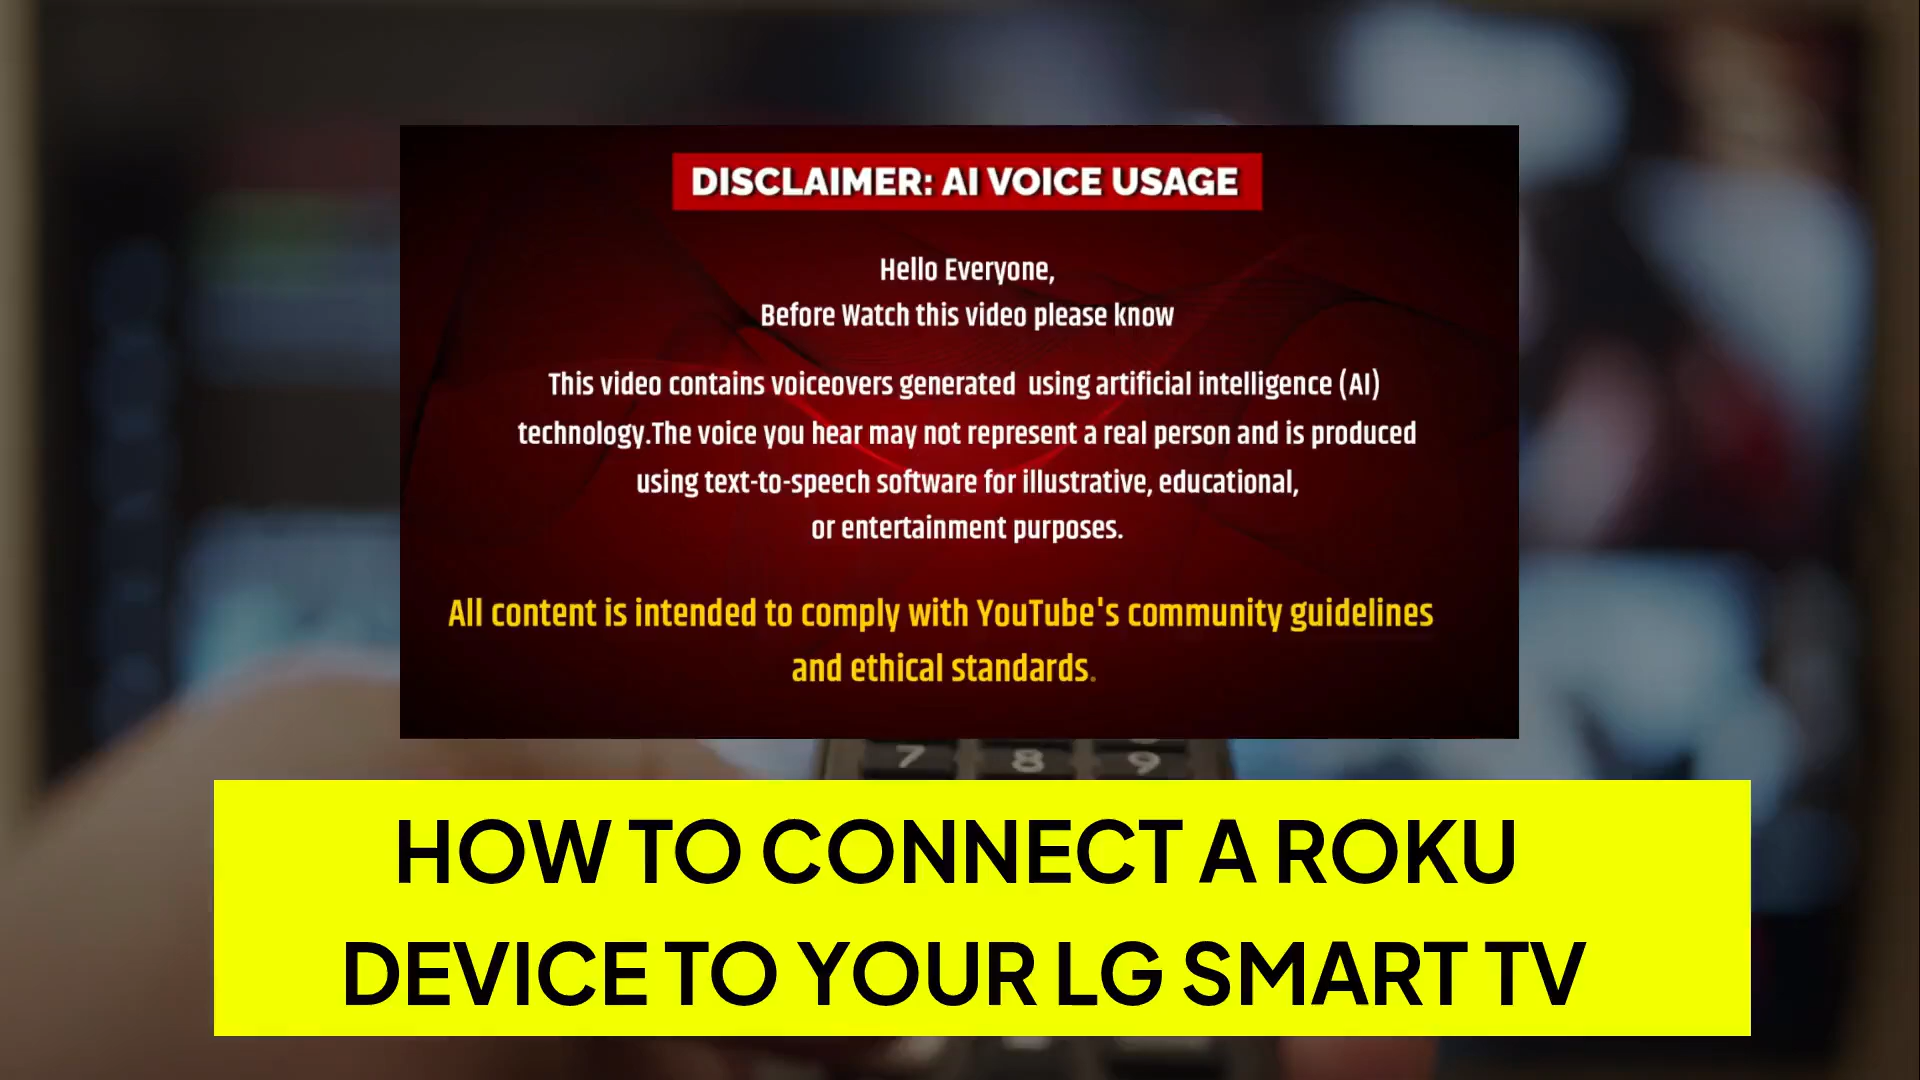 DISCLAIMER: AI VOICE USAGE
Hello Everyone,
Before Watch this video please know
This video contains voiceovers generated using artificial intelligence (AI)
technology.The voice you hear may not represent a real person and is produced
using text-to-speech software for illustrative, educational,
or entertainment purposes.
All content is intended to comply with YouTube's community guidelines
and ethical standards.
7 8 9
HOW TO CONNECT A ROKU
DEVICE TO YOUR LG SMART TV